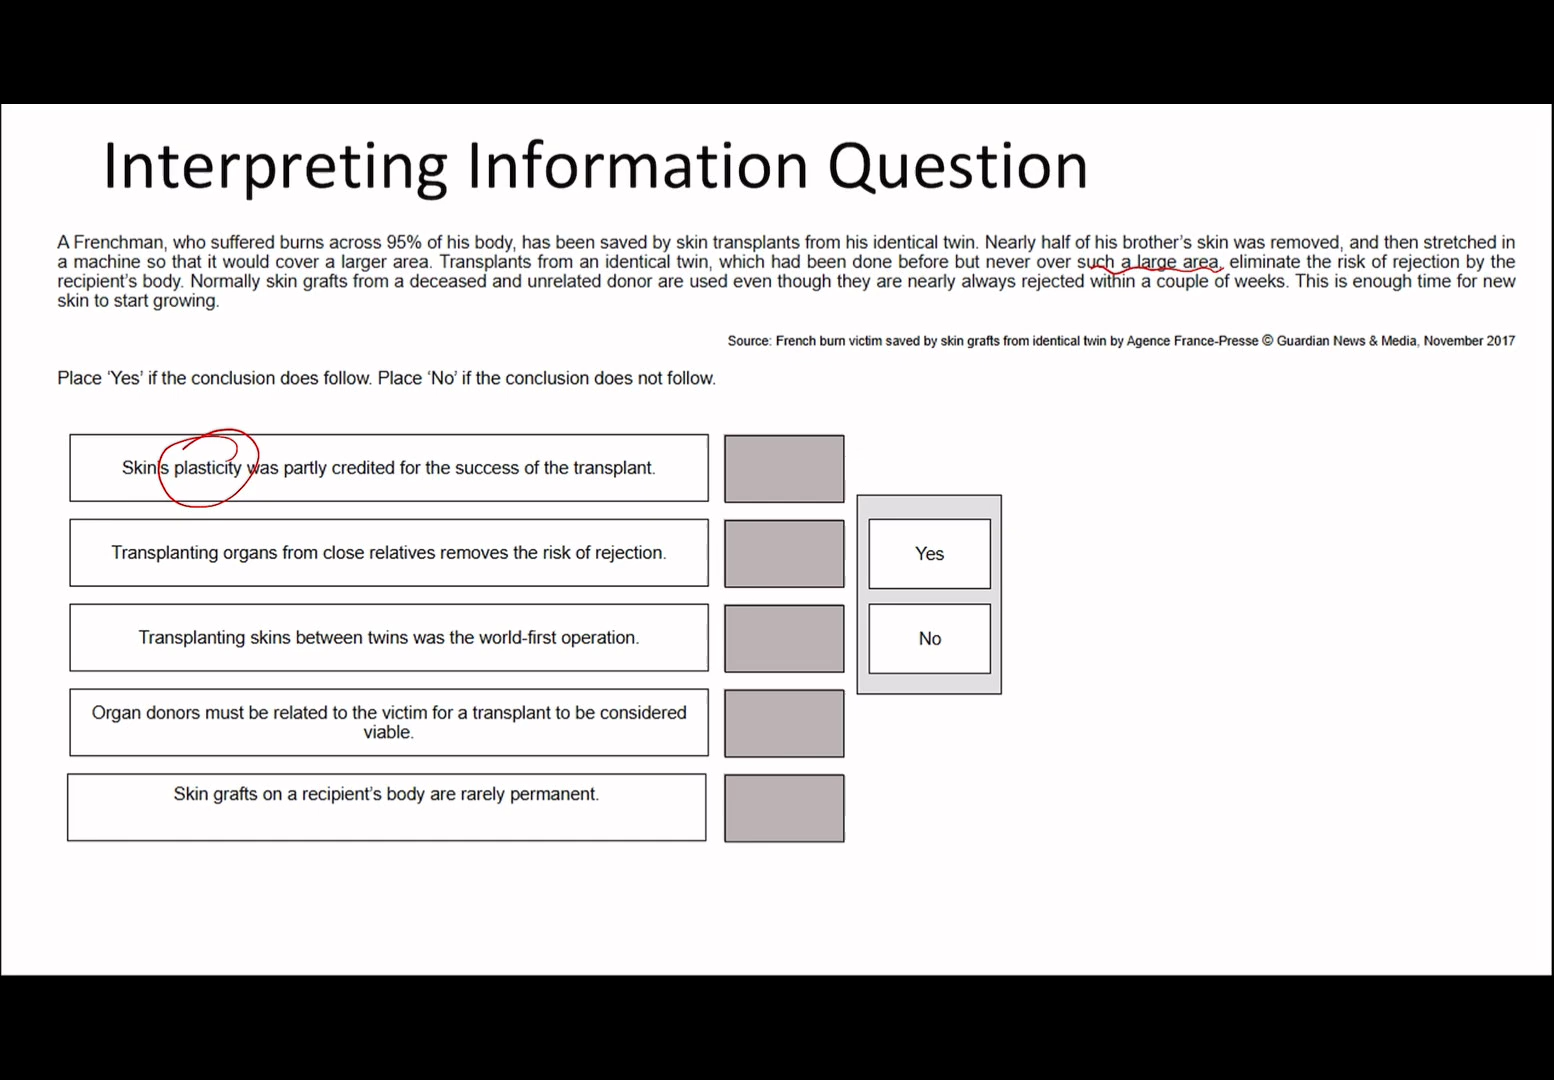 Interpreting Information Question
A Frenchman, who suffered burns across 95% of his body, has been saved by skin transplants from his identical twin. Nearly half of his brother's skin was removed, and then stretched in
a machine so that it would cover a larger area. Transplants from an identical twin, which had been done before but never over such a large area, eliminate the risk of rejection by the
recipient's body. Normally skin grafts from a deceased and unrelated donor are used even though they are nearly always rejected within a couple of weeks. This is enough time for new
skin to start growing.
Source: French burn victim saved by skin grafts from identical twin by Agence France-Presse © Guardian News & Media, November 2017
Place 'Yes' if the conclusion does follow. Place 'No' if the conclusion does not follow.
Skin's plasticity was partly credited for the success of the transplant.
Transplanting organs from close relatives removes the risk of rejection.
Yes
Transplanting skins between twins was the world-first operation.
No
Organ donors must be related to the victim for a transplant to be considered
viable.
Skin grafts on a recipient's body are rarely permanent.